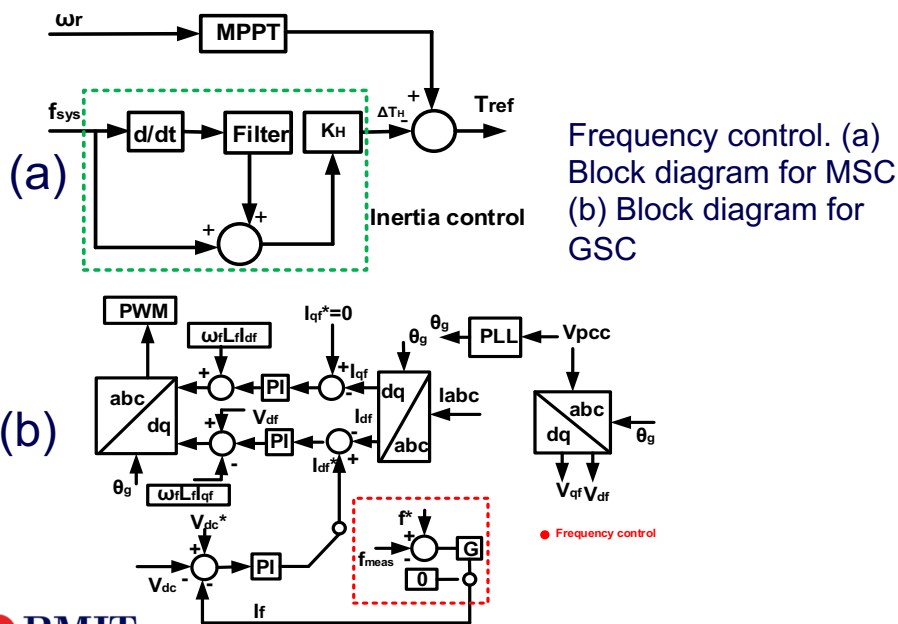 ωr
MPPT
+
Tref
fsys
d/dt
Filter
KH
ΔTH
-
(a)
+
+
Inertia control
Frequency control. (a)
Block diagram for MSC
(b) Block diagram for
GSC
PWM
Iqf*=0
θg
θg
PLL
Vpcc
ωfLfIdf
+
PI
+
-
Iqf
dq
abc
Iabc
abc
dq
(b)
+
-
Vdf
PI
-
+
Idf
Idf*
abc
dq
θg
Vqf
Vdf
θg
ωfLfIqf
Vdc*
+
Vdc
-
-
PI
If
f*
+
fmeas
-
G
0
Frequency control